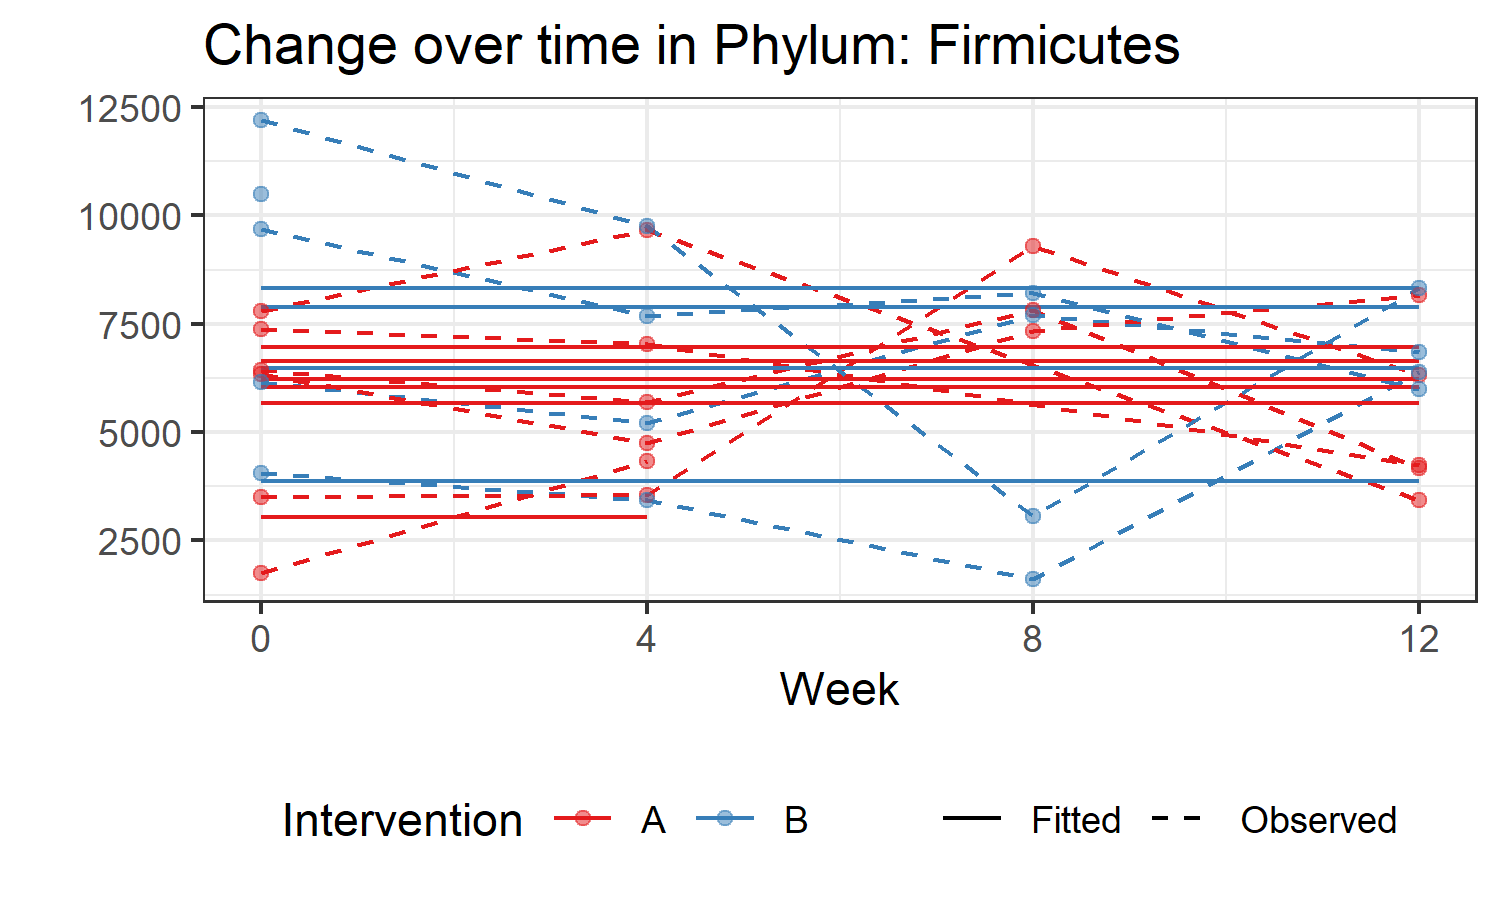 Change over time in Phylum: Firmicutes
12500
10000
7500
5000
2500
0 4 8 12
Week
Intervention A B Fitted Observed